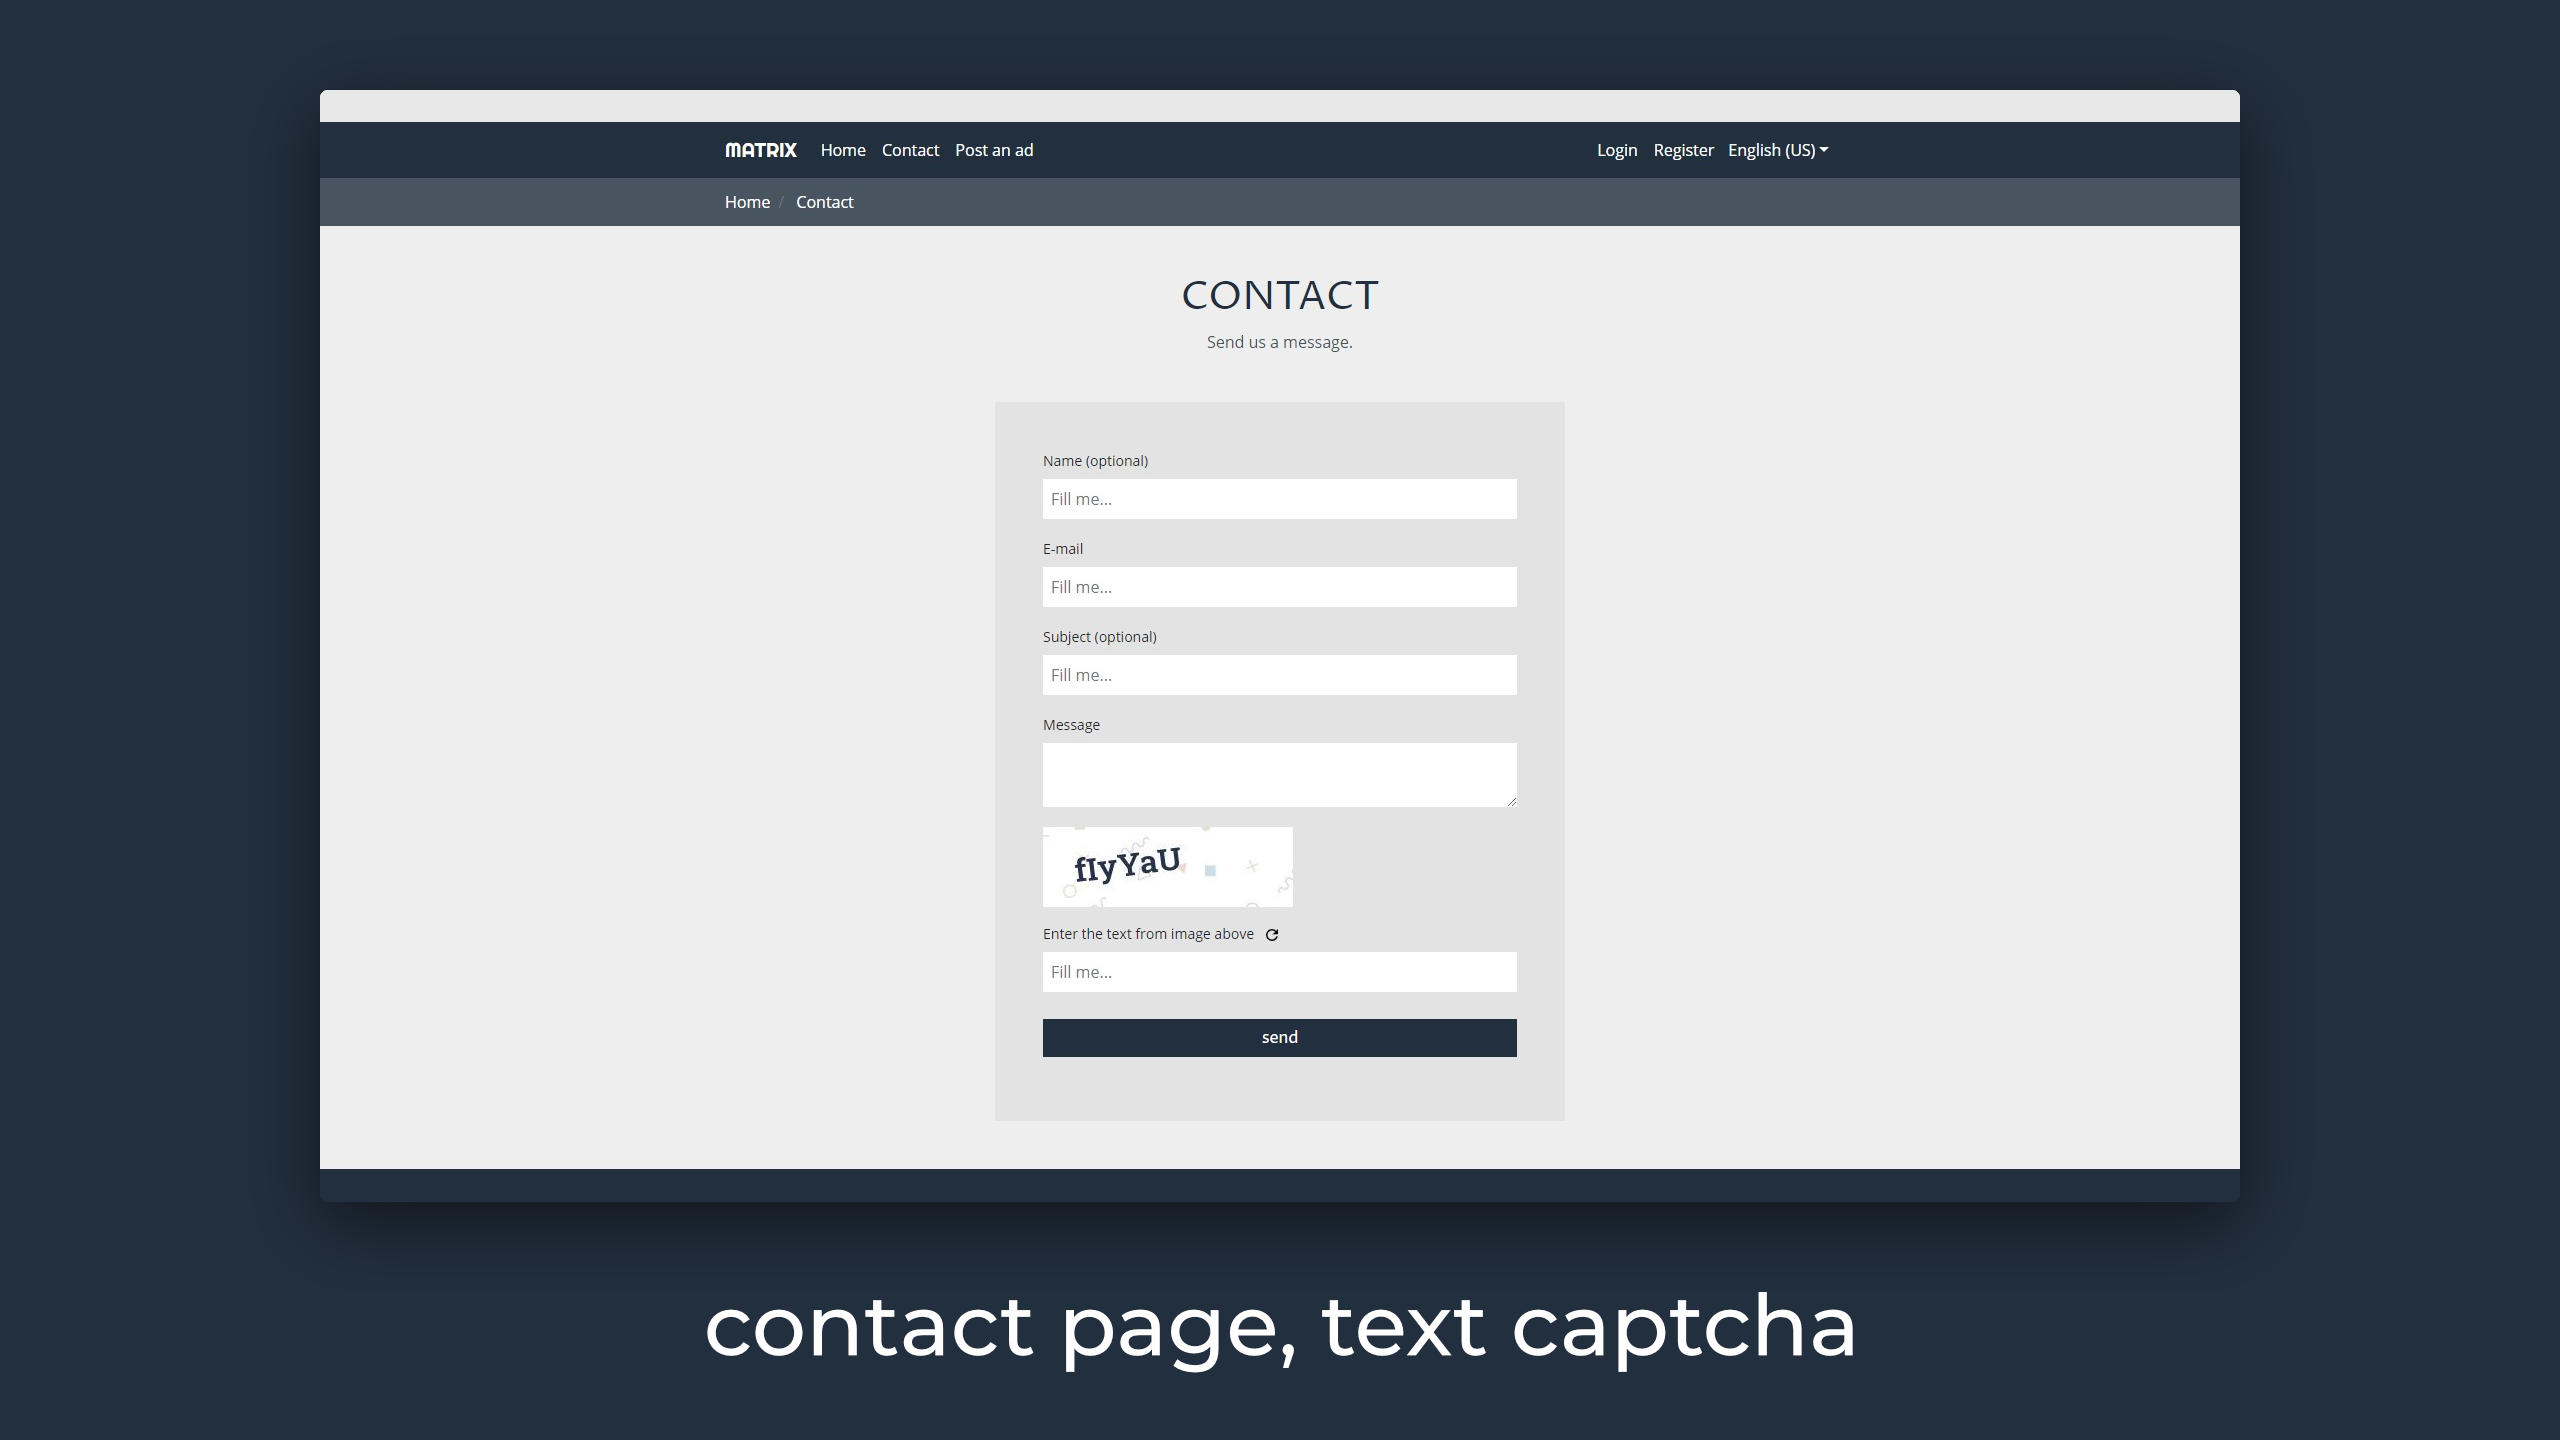 MATRIX Home Contact Post an ad Login Register English (US)
Home / Contact
CONTACT
Send us a message.
Name (optional)
Fill me...
E-mail
Fill me...
Subject (optional)
Fill me...
Message
fIyYaU
Enter the text from image above
Fill me...
send
contact page, text captcha